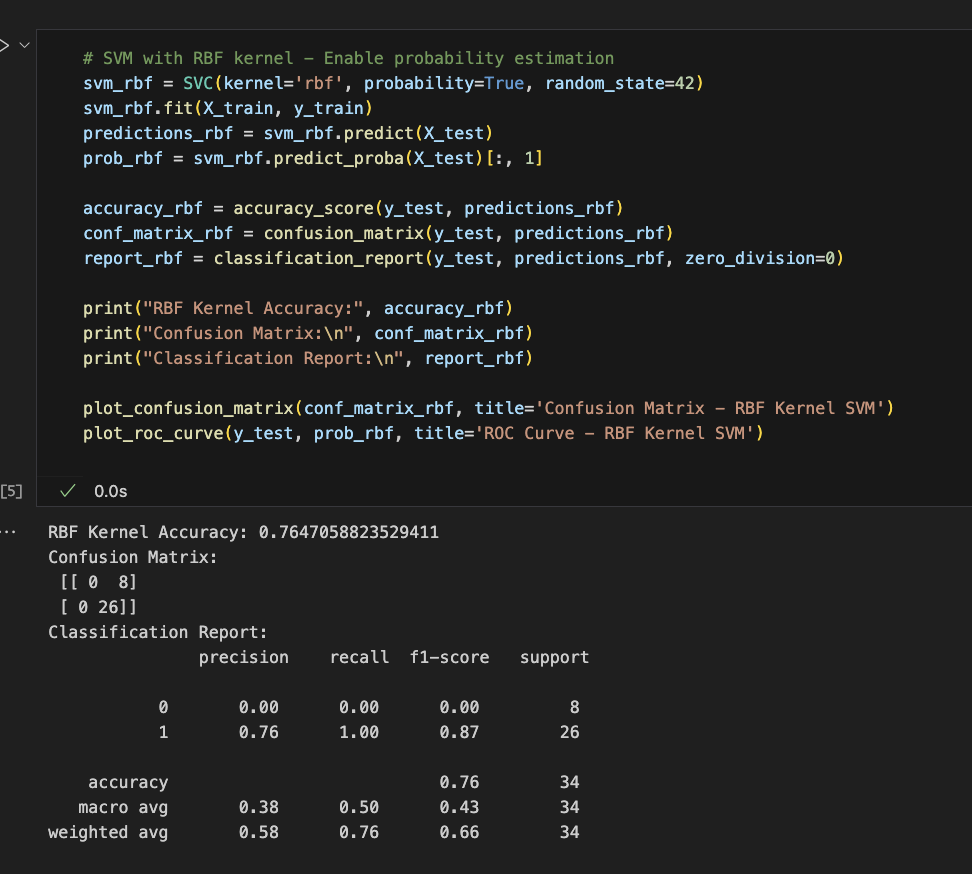 # SVM with RBF kernel – Enable probability estimation
svm_rbf = SVC(kernel='rbf', probability=True, random_state=42)
svm_rbf.fit(X_train, y_train)
predictions_rbf = svm_rbf.predict(X_test)
prob_rbf = svm_rbf.predict_proba(X_test)[:, 1]

accuracy_rbf = accuracy_score(y_test, predictions_rbf)
conf_matrix_rbf = confusion_matrix(y_test, predictions_rbf)
report_rbf = classification_report(y_test, predictions_rbf, zero_division=0)

print("RBF Kernel Accuracy:", accuracy_rbf)
print("Confusion Matrix:\n", conf_matrix_rbf)
print("Classification Report:\n", report_rbf)

plot_confusion_matrix(conf_matrix_rbf, title='Confusion Matrix – RBF Kernel SVM')
plot_roc_curve(y_test, prob_rbf, title='ROC Curve – RBF Kernel SVM')

[5] ✓ 0.0s
... RBF Kernel Accuracy: 0.7647058823529411
Confusion Matrix:
 [[ 0  8]
 [ 0 26]]
Classification Report:
               precision    recall  f1-score   support

           0       0.00      0.00      0.00         8
           1       0.76      1.00      0.87        26

    accuracy                           0.76        34
   macro avg       0.38      0.50      0.43        34
weighted avg       0.58      0.76      0.66        34